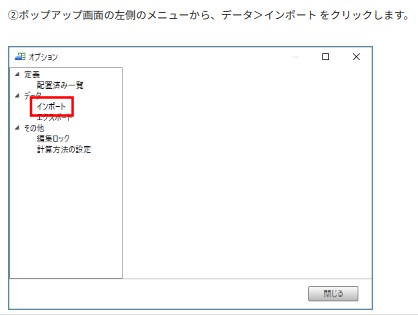 ②ポップアップ画面の左側のメニューから、データ＞インポート をクリックします。
オプション
定義
配置済み一覧
データ
インポート
エクスポート
その他
編集ロック
計算方法の設定
閉じる